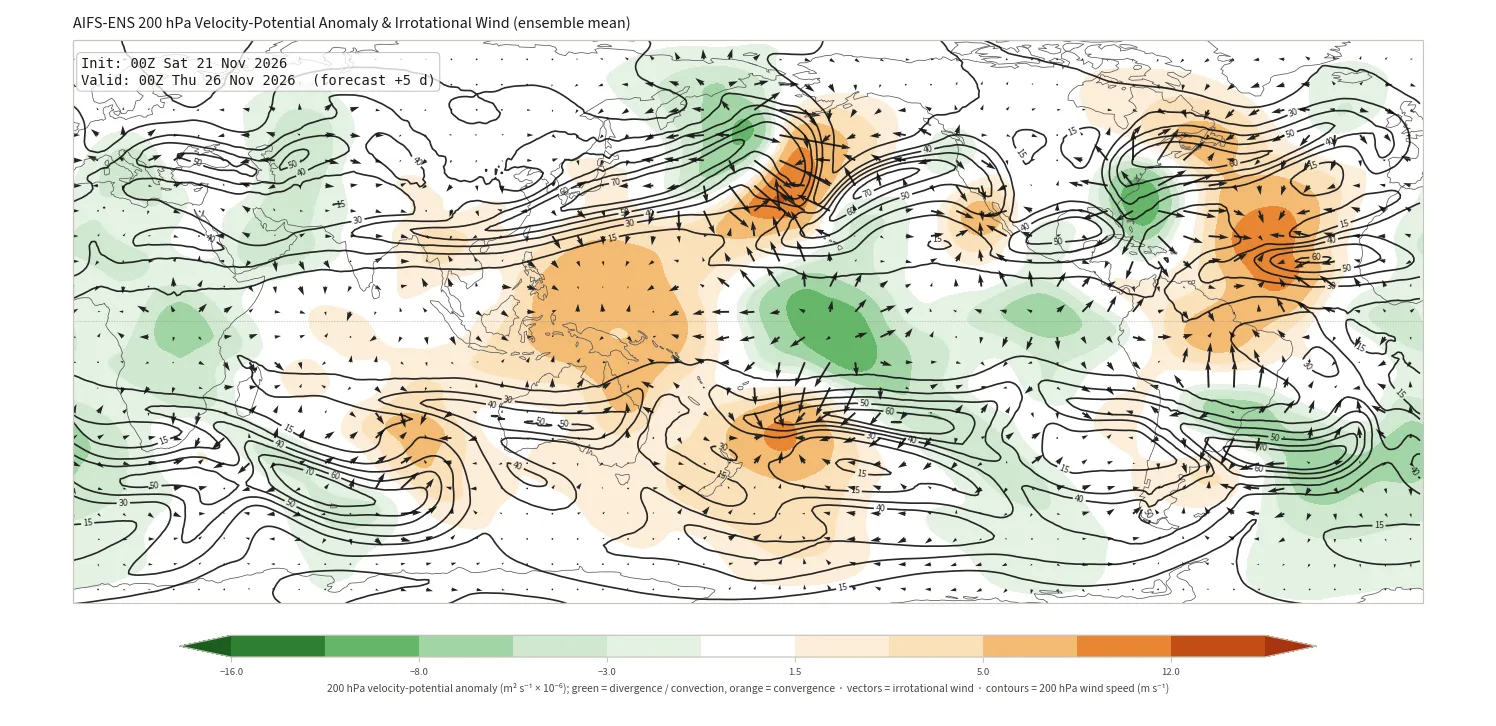 AIFS-ENS 200 hPa Velocity-Potential Anomaly & Irrotational Wind (ensemble mean)
Init: 00Z Sat 21 Nov 2026
Valid: 00Z Thu 26 Nov 2026 (forecast +5 d)
−16.0 −8.0 −3.0 1.5 5.0 12.0
200 hPa velocity-potential anomaly (m² s⁻¹ × 10⁻⁶); green = divergence / convection, orange = convergence · vectors = irrotational wind · contours = 200 hPa wind speed (m s⁻¹)